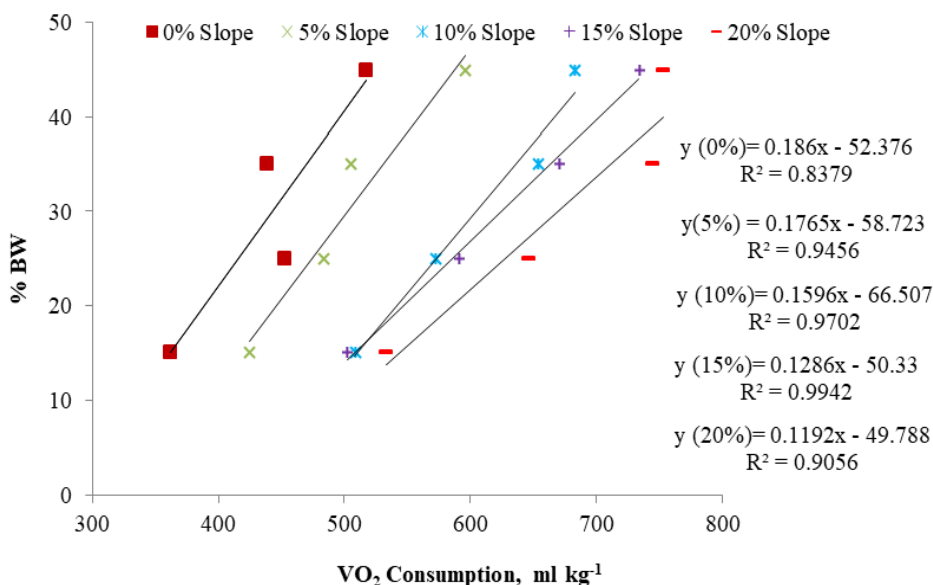 50
0% Slope 5% Slope 10% Slope 15% Slope 20% Slope
40
30
20
10
0
% BW
y (0%)= 0.186x - 52.376
R² = 0.8379
y(5%) = 0.1765x - 58.723
R² = 0.9456
y (10%)= 0.1596x - 66.507
R² = 0.9702
y (15%)= 0.1286x - 50.33
R² = 0.9942
y (20%)= 0.1192x - 49.788
R² = 0.9056
300 400 500 600 700 800
VO₂ Consumption, ml kg⁻¹